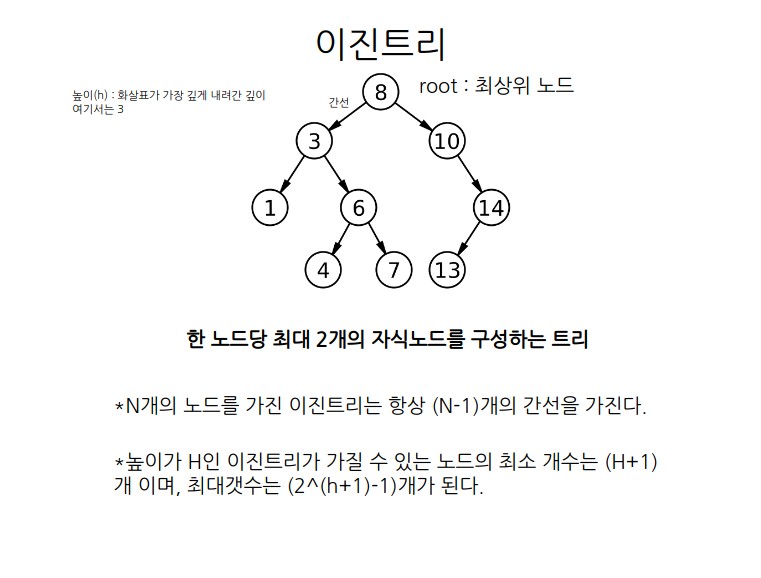 이진트리
높이(h) : 화살표가 가장 깊게 내려간 깊이
여기서는 3
간선
root : 최상위 노드
8
3
10
1
6
14
4
7
13
한 노드당 최대 2개의 자식노드를 구성하는 트리
*N개의 노드를 가진 이진트리는 항상 (N-1)개의 간선을 가진다.
*높이가 H인 이진트리가 가질 수 있는 노드의 최소 개수는 (H+1)
개 이며, 최대갯수는 (2^(h+1)-1)개가 된다.